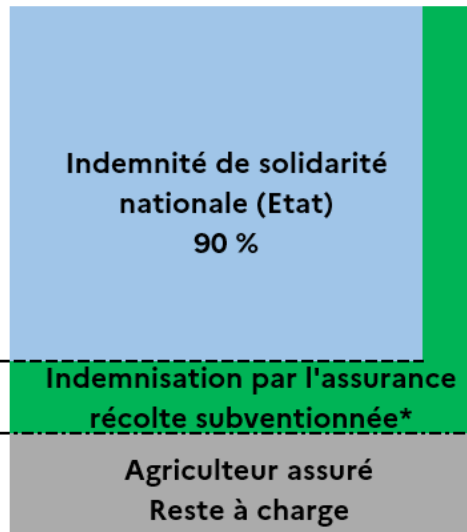 Indemnité de solidarité
nationale (Etat)
90 %
Indemnisation par l'assurance
récolte subventionnée*
Agriculteur assuré
Reste à charge